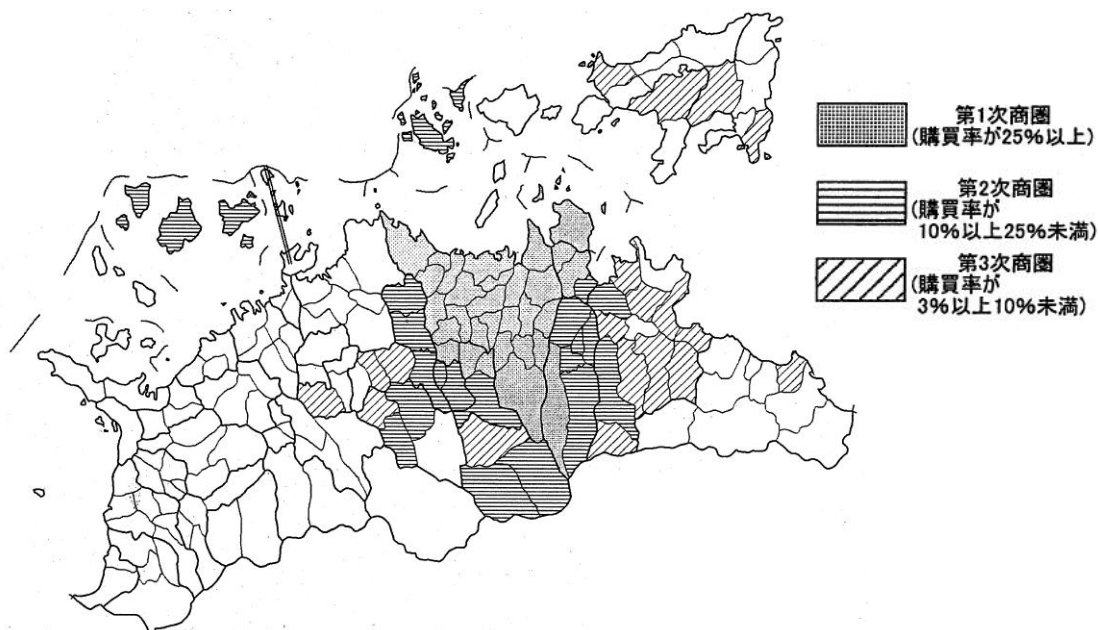 第1次商圏
(購買率が25%以上)
第2次商圏
(購買率が
10%以上25%未満)
第3次商圏
(購買率が
3%以上10%未満)